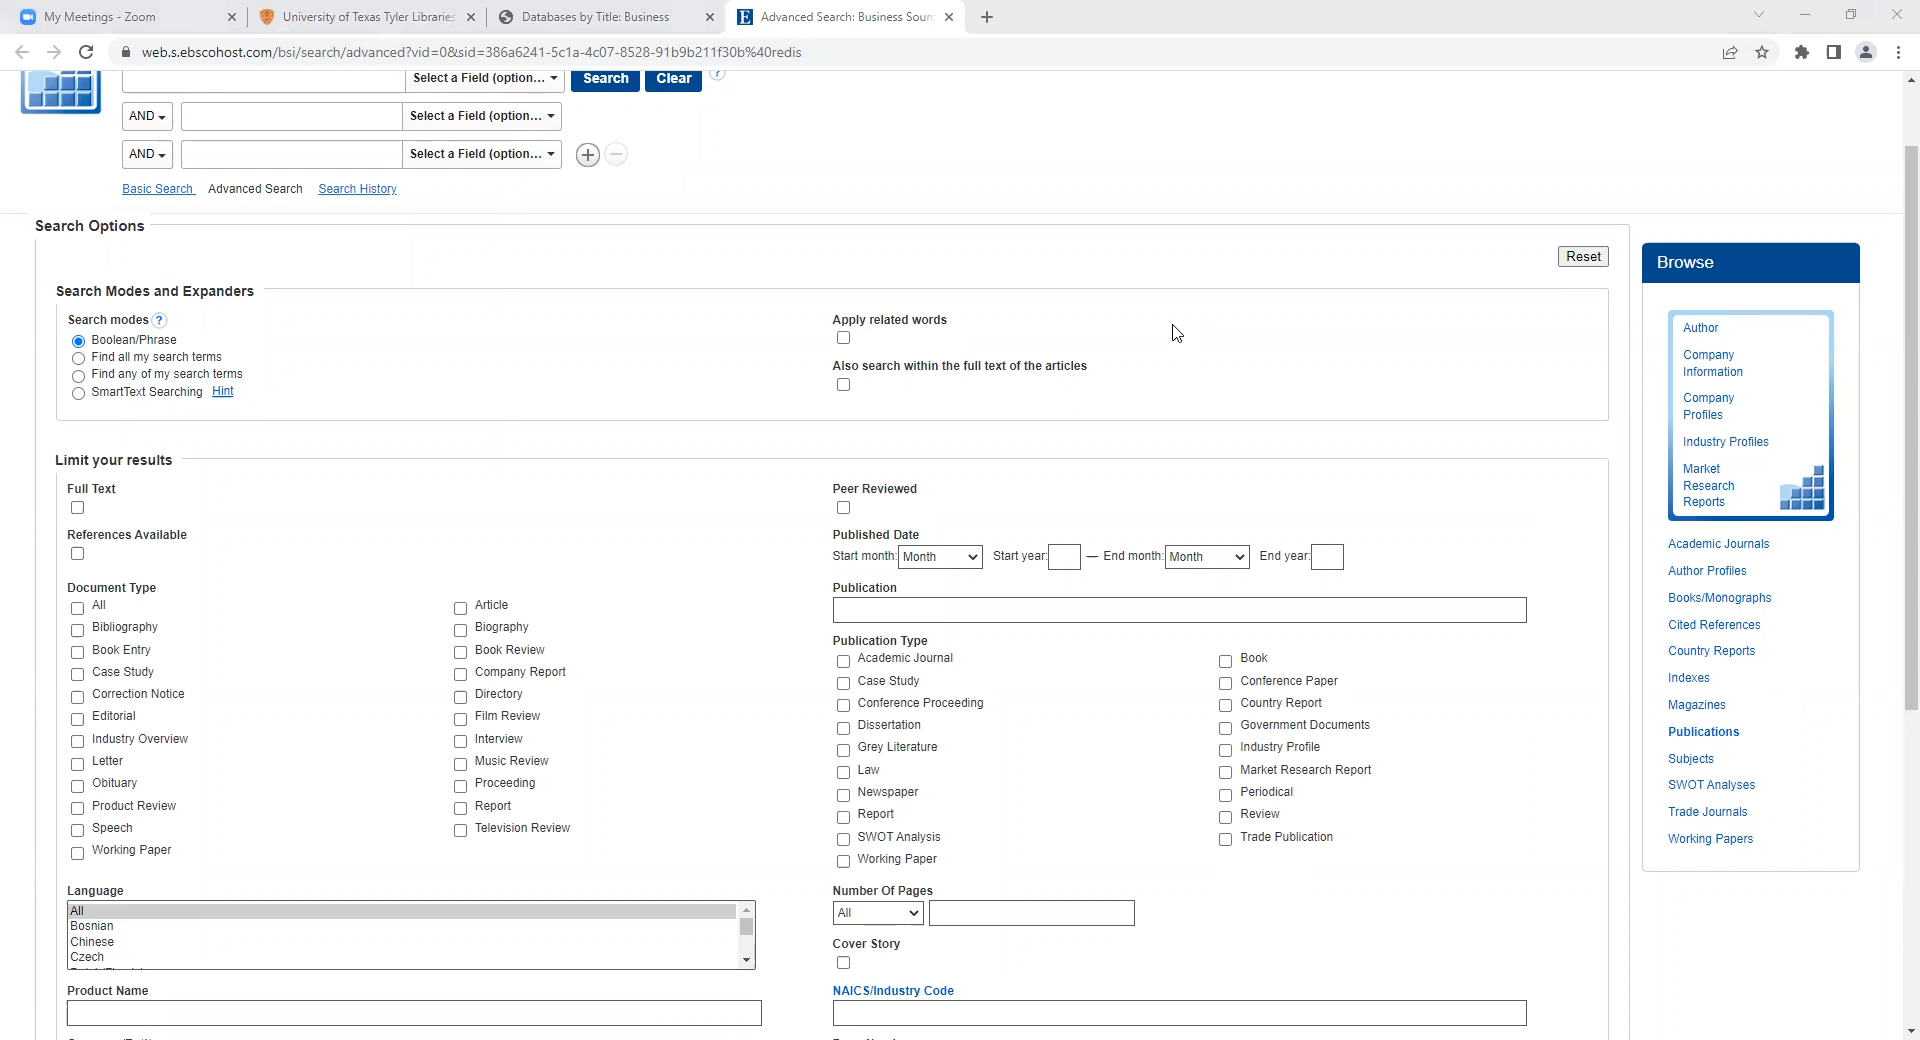 My Meetings - Zoom
University of Texas Tyler Libraries
Databases by Title: Business
Advanced Search: Business Sour
web.s.ebscohost.com/bsi/search/advanced?vid=0&sid=386a6241-5c1a-4c07-8528-91b9b211f30b%40redis
Select a Field (option... Search Clear
AND Select a Field (option...
AND Select a Field (option...
Basic Search Advanced Search Search History
Search Options
Reset
Search Modes and Expanders
Search modes ?
Boolean/Phrase
Find all my search terms
Find any of my search terms
SmartText Searching Hint
Apply related words
Also search within the full text of the articles
Limit your results
Full Text
References Available
Document Type
All
Bibliography
Book Entry
Case Study
Correction Notice
Editorial
Industry Overview
Letter
Obituary
Product Review
Speech
Working Paper
Article
Biography
Book Review
Company Report
Directory
Film Review
Interview
Music Review
Proceeding
Report
Television Review
Language
All
Bosnian
Chinese
Czech
Product Name
Peer Reviewed
Published Date
Start month: Month Start year: — End month: Month End year:
Publication
Publication Type
Academic Journal
Case Study
Conference Proceeding
Dissertation
Grey Literature
Law
Newspaper
Report
SWOT Analysis
Working Paper
Book
Conference Paper
Country Report
Government Documents
Industry Profile
Market Research Report
Periodical
Review
Trade Publication
Number Of Pages
All
Cover Story
NAICS/Industry Code
Browse
Author
Company
Information
Company
Profiles
Industry Profiles
Market
Research
Reports
Academic Journals
Author Profiles
Books/Monographs
Cited References
Country Reports
Indexes
Magazines
Publications
Subjects
SWOT Analyses
Trade Journals
Working Papers